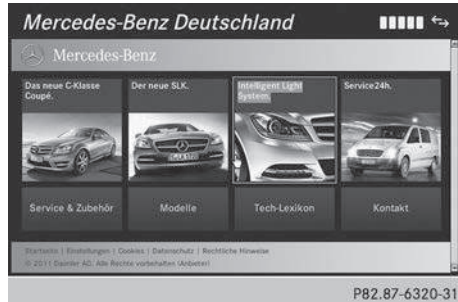 Mercedes-Benz Deutschland
Mercedes-Benz
Das neue C-Klasse Coupé.
Der neue SLK.
Intelligent Light System.
Service24h.
Service & Zubehör
Modelle
Tech-Lexikon
Kontakt
Startseite | Einstellungen | Cookies | Datenschutz | Rechtliche Hinweise
© 2011 Daimler AG. Alle Rechte vorbehalten (Anbieter)
P82.87-6320-31